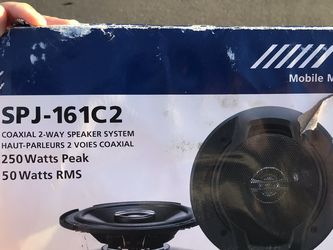 Mobile M
SPJ-161C2
COAXIAL 2-WAY SPEAKER SYSTEM
HAUT-PARLEURS 2 VOIES COAXIAL
250 Watts Peak
50 Watts RMS